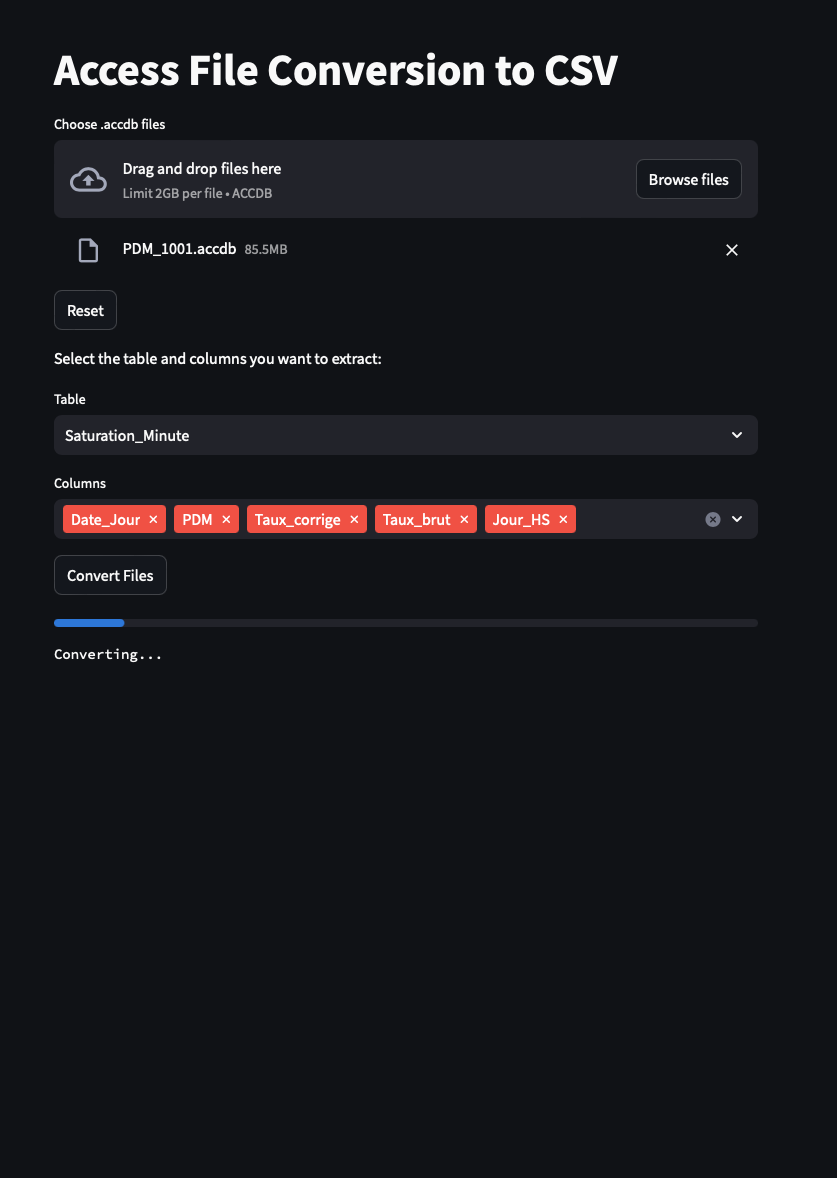 Access File Conversion to CSV
Choose .accdb files
Drag and drop files here
Limit 2GB per file • ACCDB
Browse files
PDM_1001.accdb 85.5MB
Reset
Select the table and columns you want to extract:
Table
Saturation_Minute
Columns
Date_Jour PDM Taux_corrige Taux_brut Jour_HS
Convert Files
Converting...